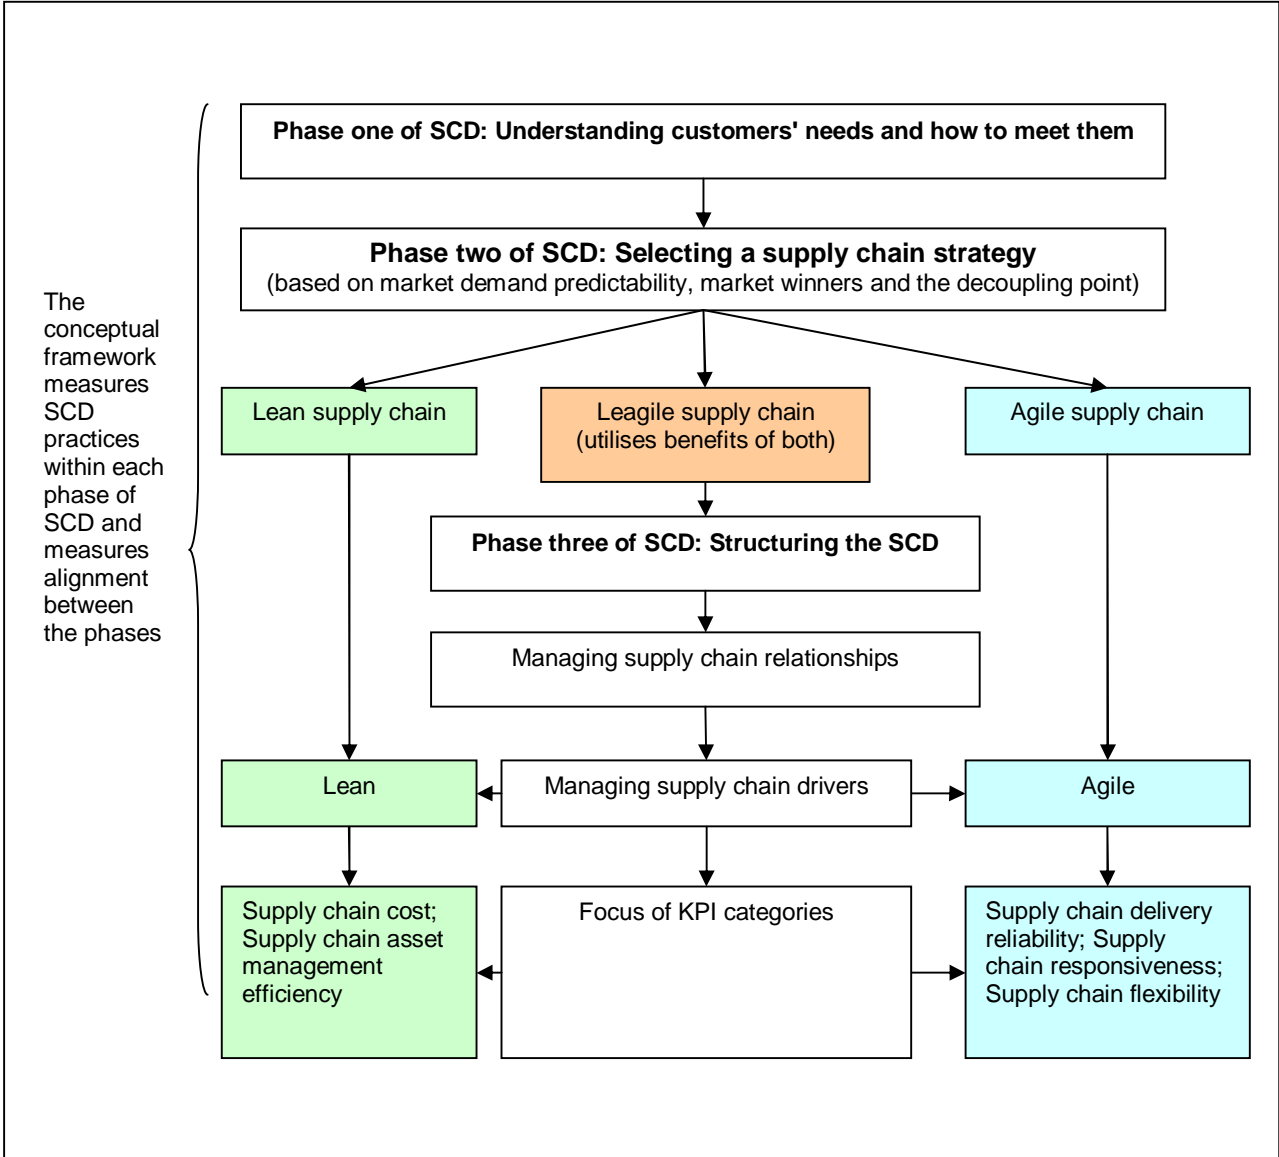 Phase one of SCD: Understanding customers' needs and how to meet them
Phase two of SCD: Selecting a supply chain strategy
(based on market demand predictability, market winners and the decoupling point)
The
conceptual
framework
measures
SCD
practices
within each
phase of
SCD and
measures
alignment
between
the phases
Lean supply chain
Leagile supply chain
(utilises benefits of both)
Agile supply chain
Phase three of SCD: Structuring the SCD
Managing supply chain relationships
Lean
Managing supply chain drivers
Agile
Supply chain cost;
Supply chain asset
management
efficiency
Focus of KPI categories
Supply chain delivery
reliability; Supply
chain responsiveness;
Supply chain flexibility